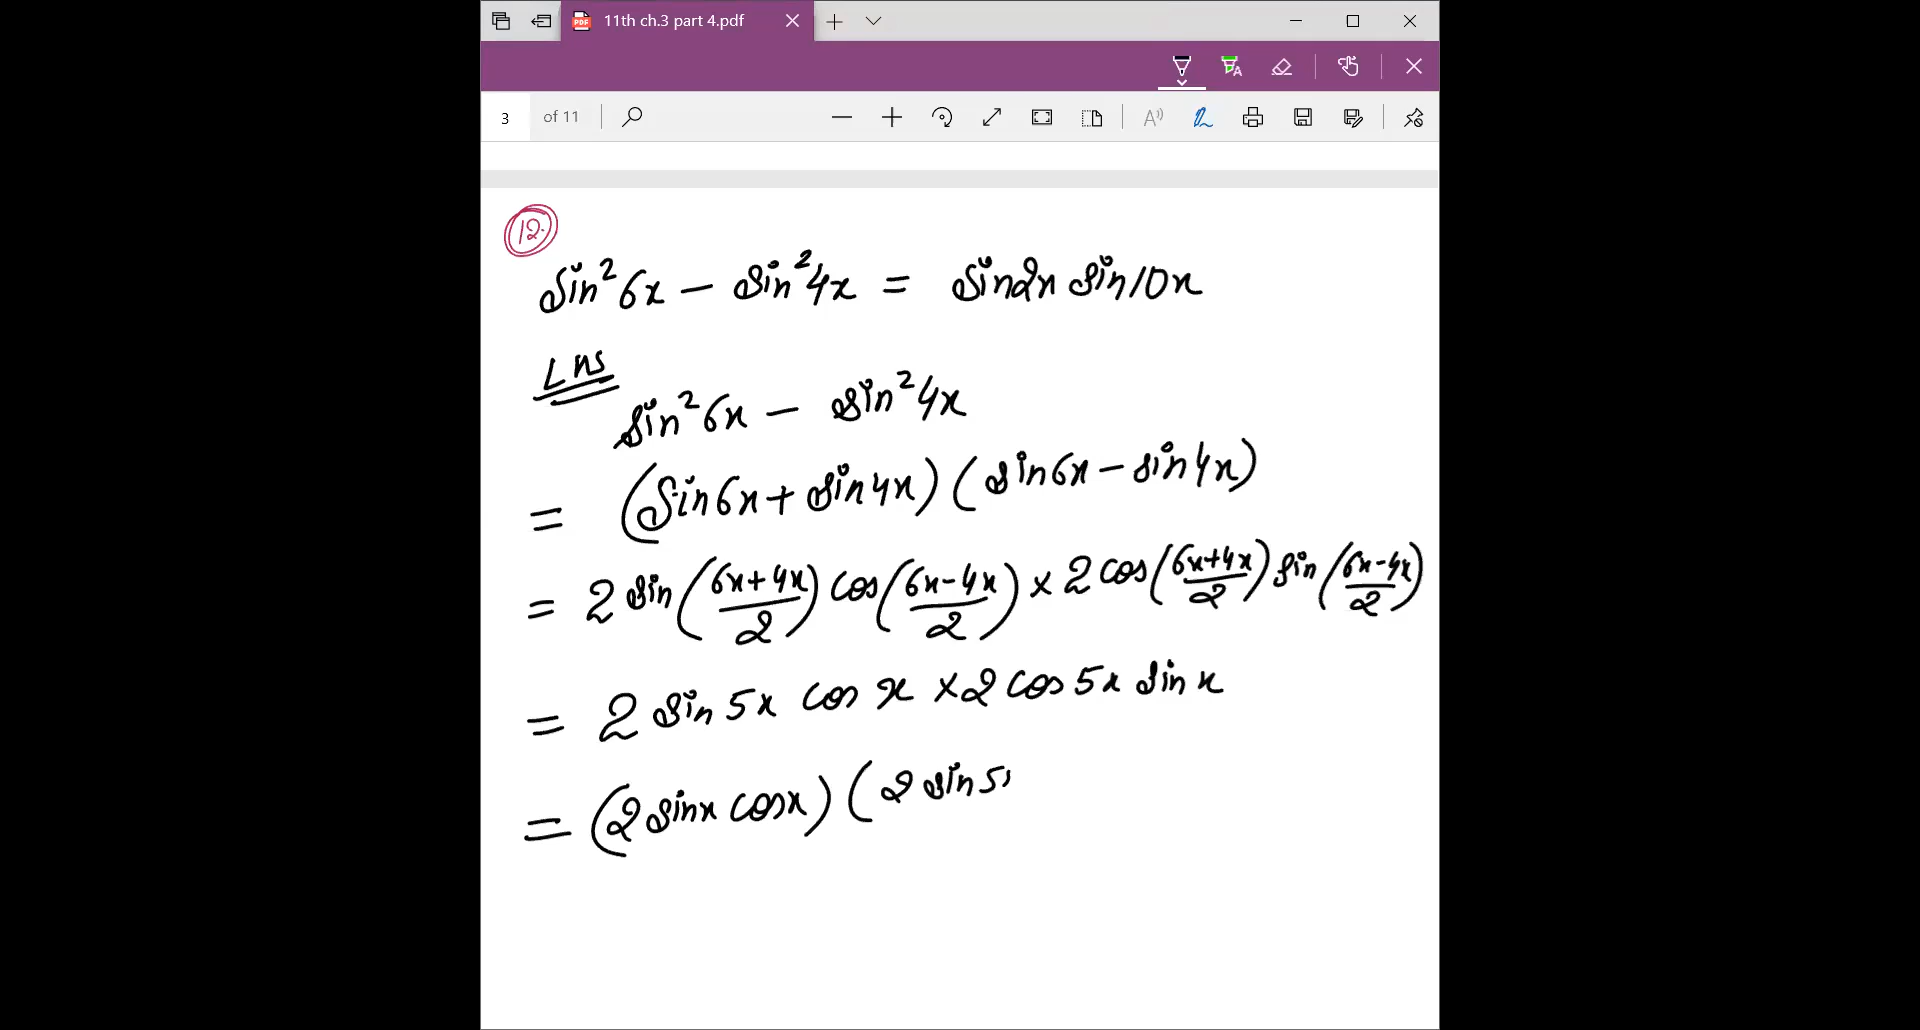 11th ch.3 part 4.pdf
3 of 11
12.
sin²6x − sin²4x = sin2x sin10x
LHS
sin²6x − sin²4x
= (sin6x + sin4x) (sin6x − sin4x)
= 2 sin((6x+4x)/2) cos((6x−4x)/2) × 2 cos((6x+4x)/2) sin((6x−4x)/2)
= 2 sin 5x cos x × 2 cos 5x sin x
= (2 sinx cosx) (2 sin 5